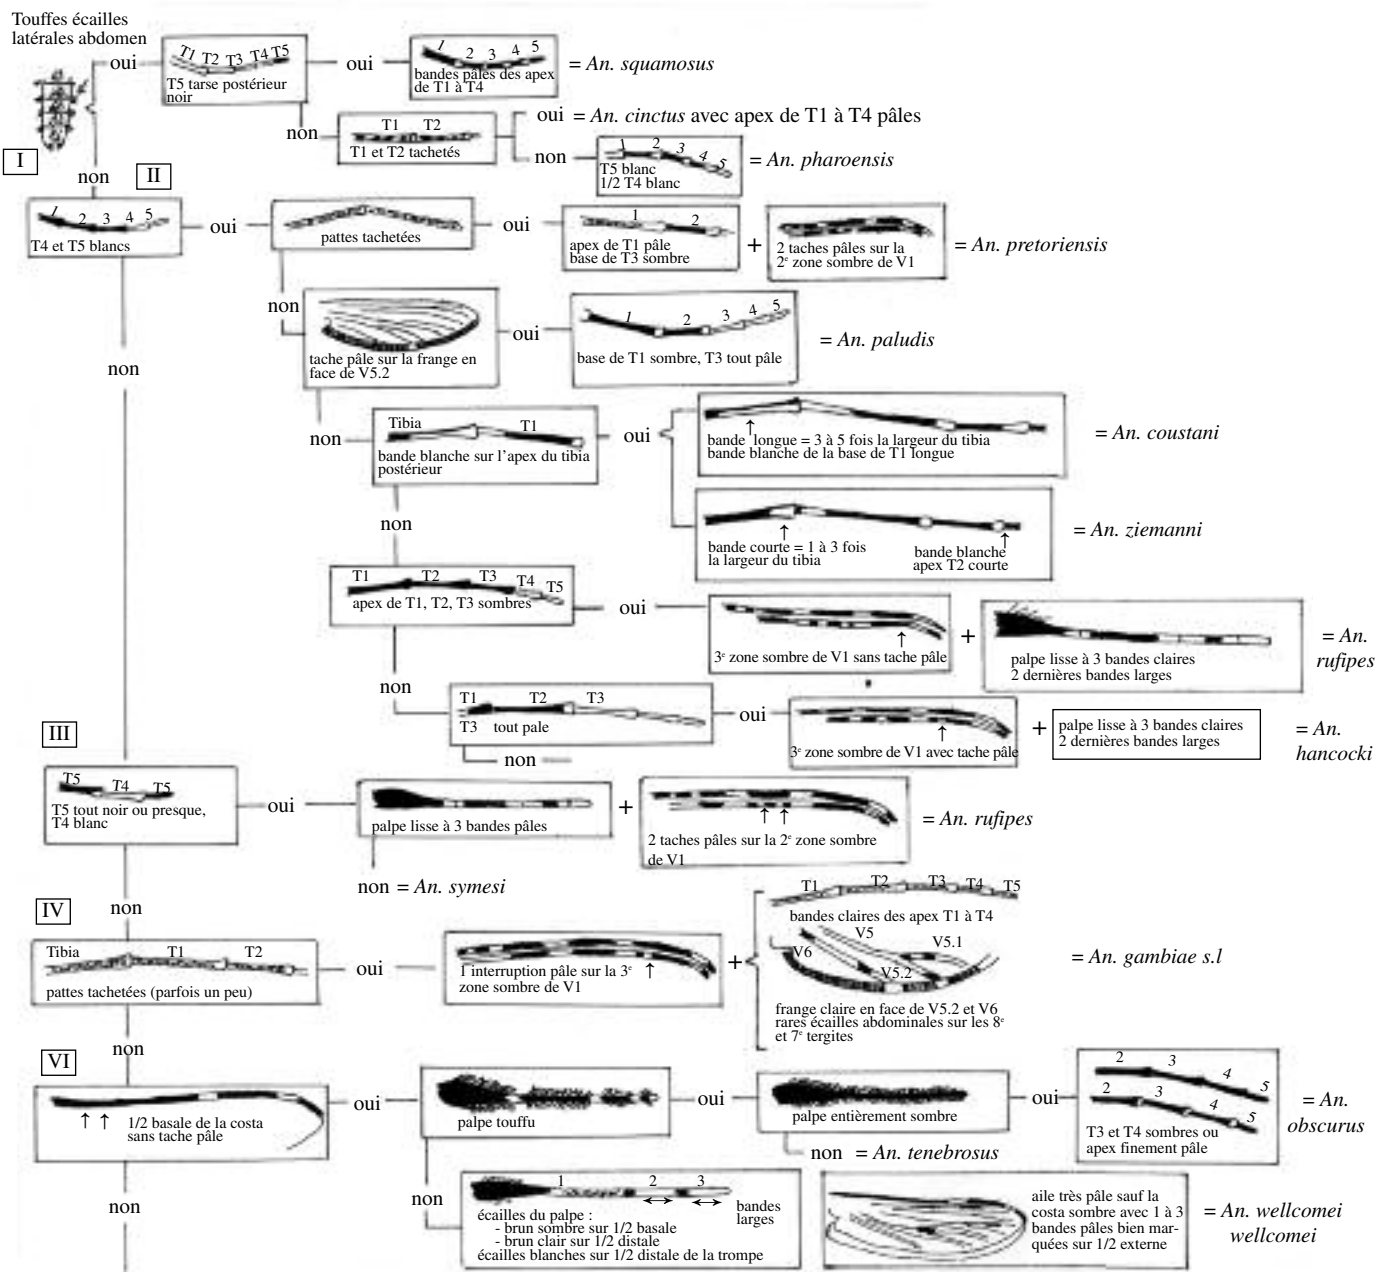 Touffes écailles
latérales abdomen
oui
T1 T2 T3 T4 T5
T5 tarse postérieur
noir
oui
1 2 3 4 5
bandes pâles des apex
de T1 à T4
= An. squamosus
non
T1 T2
T1 et T2 tachetés
oui = An. cinctus avec apex de T1 à T4 pâles
non
1 2 3 4 5
T5 blanc
1/2 T4 blanc
= An. pharoensis
I
non
II
1 2 3 4 5
T4 et T5 blancs
oui
pattes tachetées
oui
1 2
apex de T1 pâle
base de T3 sombre
+
2 taches pâles sur la
2e zone sombre de V1
= An. pretoriensis
non
tache pâle sur la frange en
face de V5.2
oui
1 2 3 4 5
base de T1 sombre, T3 tout pâle
= An. paludis
non
non
Tibia T1
bande blanche sur l'apex du tibia
postérieur
oui
↑
bande longue = 3 à 5 fois la largeur du tibia
bande blanche de la base de T1 longue
= An. coustani
↑
bande courte = 1 à 3 fois
la largeur du tibia
↑
bande blanche
apex T2 courte
= An. ziemanni
non
T1 T2 T3 T4 T5
apex de T1, T2, T3 sombres
oui
↑
3e zone sombre de V1 sans tache pâle
+
palpe lisse à 3 bandes claires
2 dernières bandes larges
= An.
rufipes
non
T1 T2 T3
T3 tout pale
oui
↑
3e zone sombre de V1 avec tache pâle
+
palpe lisse à 3 bandes claires
2 dernières bandes larges
= An.
hancocki
non
III
T5 T4 T5
T5 tout noir ou presque,
T4 blanc
oui
palpe lisse à 3 bandes pâles
+
↑ ↑
2 taches pâles sur la 2e zone sombre
de V1
= An. rufipes
non = An. symesi
non
IV
Tibia T1 T2
pattes tachetées (parfois un peu)
oui
1 interruption pâle sur la 3e ↑
zone sombre de V1
+
T1 T2 T3 T4 T5
bandes claires des apex T1 à T4
V5
V6 V5.1
V5.2
frange claire en face de V5.2 et V6
rares écailles abdominales sur les 8e
et 7e tergites
= An. gambiae s.l
non
VI
↑ ↑ 1/2 basale de la costa
sans tache pâle
oui
palpe touffu
oui
palpe entièrement sombre
oui
2 3 4 5
2 3 4 5
T3 et T4 sombres ou
apex finement pâle
= An.
obscurus
non = An. tenebrosus
non
non
1 2 3
bandes
larges
écailles du palpe :
- brun sombre sur 1/2 basale
- brun clair sur 1/2 distale
écailles blanches sur 1/2 distale de la trompe
aile très pâle sauf la
costa sombre avec 1 à 3
bandes pâles bien mar-
quées sur 1/2 externe
= An. wellcomei
wellcomei